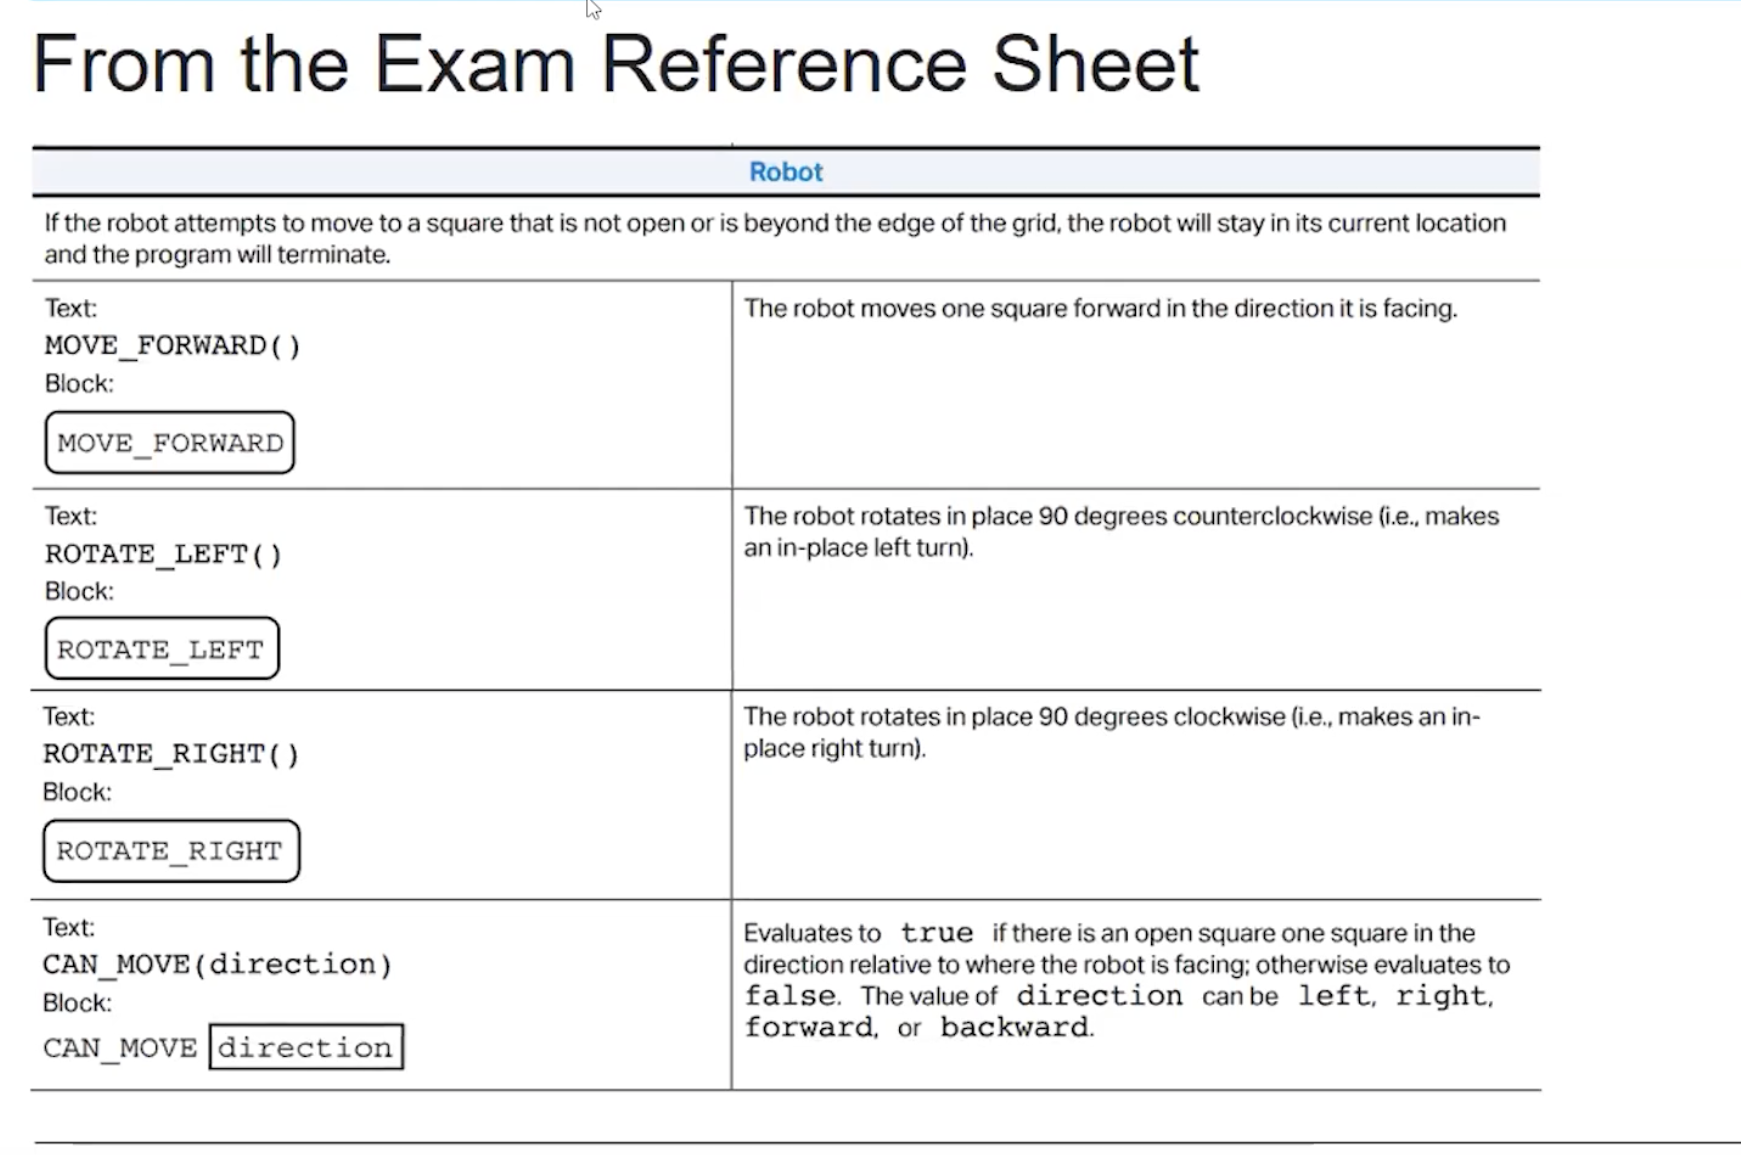 From the Exam Reference Sheet
Robot
If the robot attempts to move to a square that is not open or is beyond the edge of the grid, the robot will stay in its current location
and the program will terminate.
Text:
MOVE_FORWARD()
Block:
MOVE_FORWARD
The robot moves one square forward in the direction it is facing.
Text:
ROTATE_LEFT()
Block:
ROTATE_LEFT
The robot rotates in place 90 degrees counterclockwise (i.e., makes
an in-place left turn).
Text:
ROTATE_RIGHT()
Block:
ROTATE_RIGHT
The robot rotates in place 90 degrees clockwise (i.e., makes an in-
place right turn).
Text:
CAN_MOVE(direction)
Block:
CAN_MOVE direction
Evaluates to true if there is an open square one square in the
direction relative to where the robot is facing; otherwise evaluates to
false. The value of direction can be left, right,
forward, or backward.